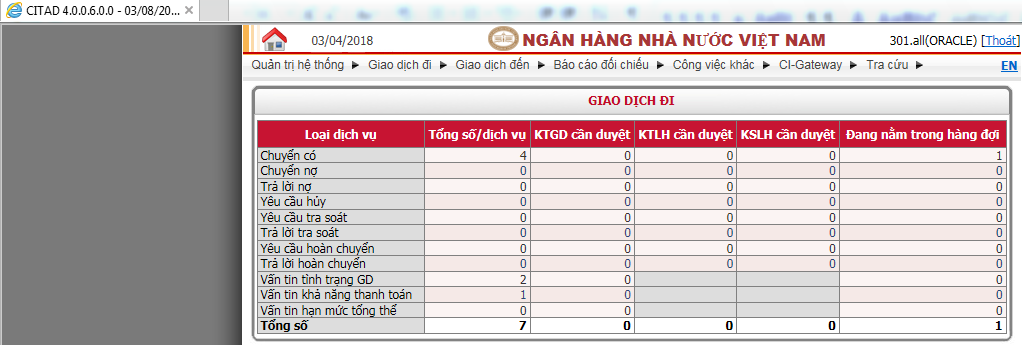 CITAD 4.0.0.6.0.0 - 03/08/20...
03/04/2018 NGÂN HÀNG NHÀ NƯỚC VIỆT NAM 301.all(ORACLE) [Thoát]
Quản trị hệ thống Giao dịch đi Giao dịch đến Báo cáo đối chiếu Công việc khác CI-Gateway Tra cứu EN
GIAO DỊCH ĐI
Loại dịch vụ Tổng số/dịch vụ KTGD cần duyệt KTLH cần duyệt KSLH cần duyệt Đang nằm trong hàng đợi
Chuyển có 4 0 0 0 1
Chuyển nợ 0 0 0 0 0
Trả lời nợ 0 0 0 0 0
Yêu cầu hủy 0 0 0 0 0
Yêu cầu tra soát 0 0 0 0 0
Trả lời tra soát 0 0 0 0 0
Yêu cầu hoàn chuyển 0 0 0 0 0
Trả lời hoàn chuyển 0 0 0 0 0
Vấn tin tình trạng GD 2 0 0
Vấn tin khả năng thanh toán 1 0 0
Vấn tin hạn mức tổng thể 0 0 0
Tổng số 7 0 0 0 1